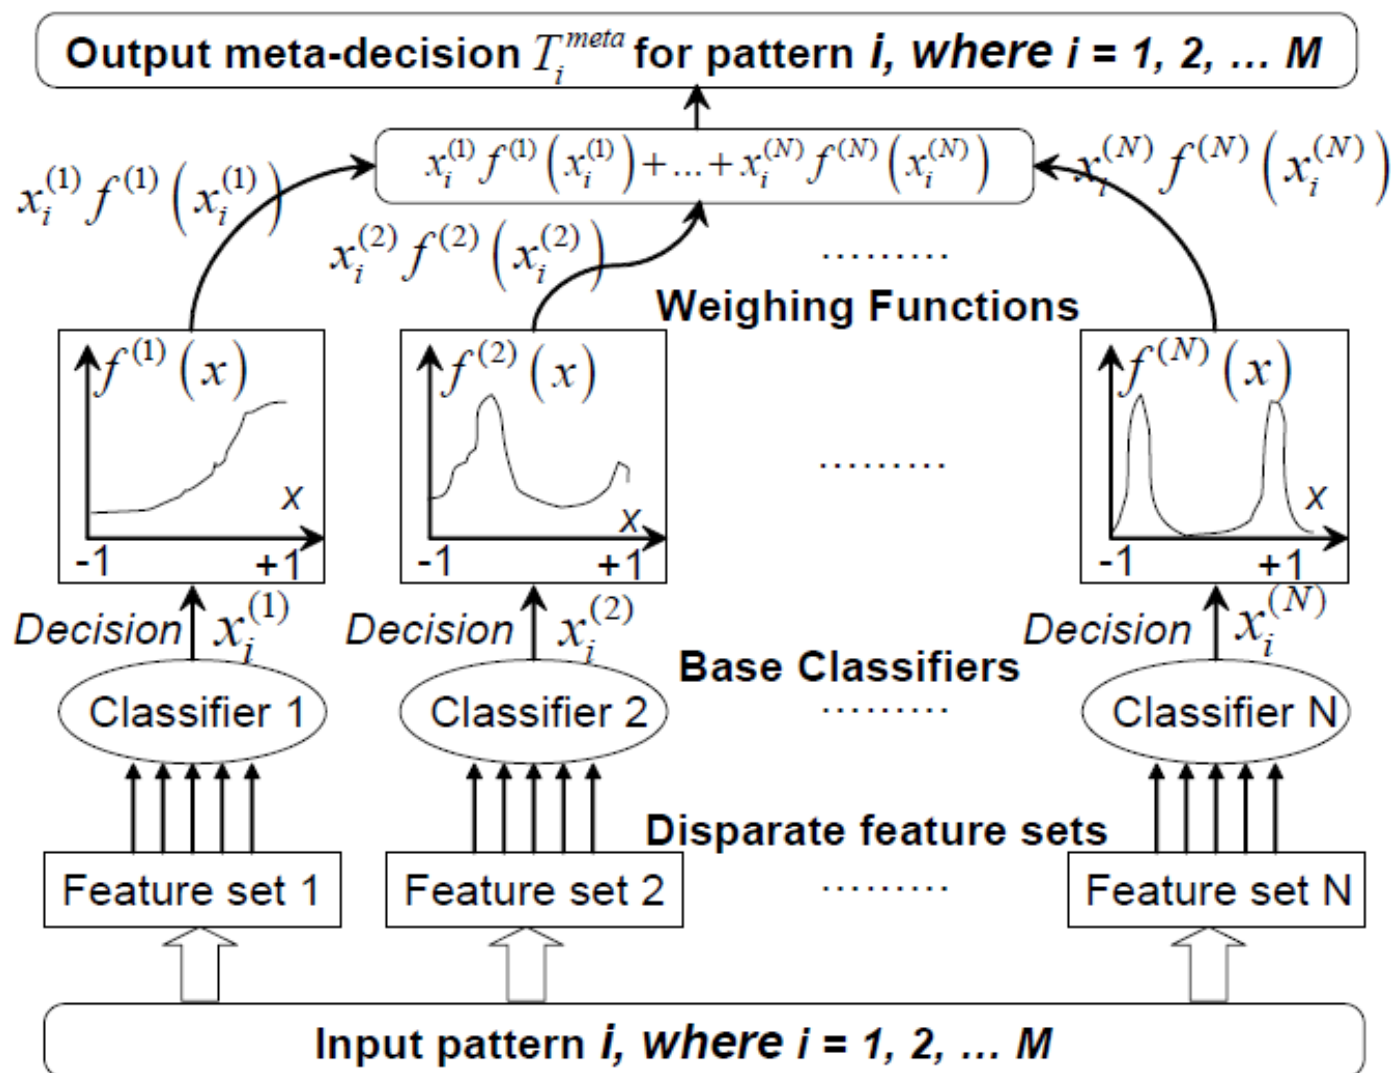 Output meta-decision T_i^{meta} for pattern i, where i = 1, 2, ... M
x_i^{(1)} f^{(1)} (x_i^{(1)}) + ... + x_i^{(N)} f^{(N)} (x_i^{(N)})
x_i^{(1)} f^{(1)} (x_i^{(1)})
x_i^{(2)} f^{(2)} (x_i^{(2)})
x_i^{(N)} f^{(N)} (x_i^{(N)})
.........
Weighing Functions
f^{(1)} (x)
x
-1 +1
f^{(2)} (x)
x
-1 +1
.........
f^{(N)} (x)
x
-1 +1
Decision x_i^{(1)}
Decision x_i^{(2)}
Decision x_i^{(N)}
Base Classifiers
Classifier 1
Classifier 2
.........
Classifier N
Disparate feature sets
Feature set 1
Feature set 2
.........
Feature set N
Input pattern i, where i = 1, 2, ... M